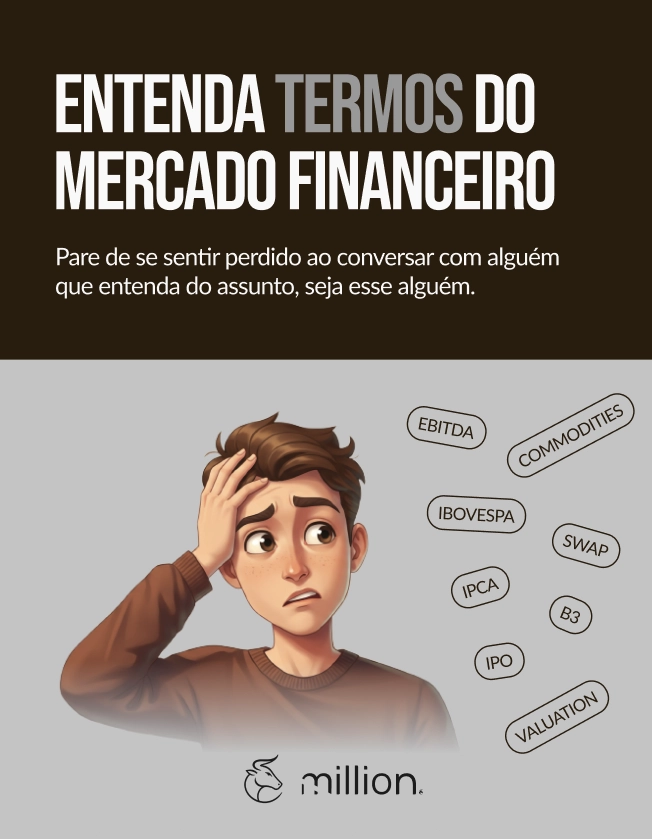 ENTENDA TERMOS DO
MERCADO FINANCEIRO
Pare de se sentir perdido ao conversar com alguém
que entenda do assunto, seja esse alguém.
EBITDA
COMMODITIES
IBOVESPA
SWAP
IPCA
B3
IPO
VALUATION
million